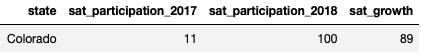 state sat_participation_2017 sat_participation_2018 sat_growth
Colorado 11 100 89